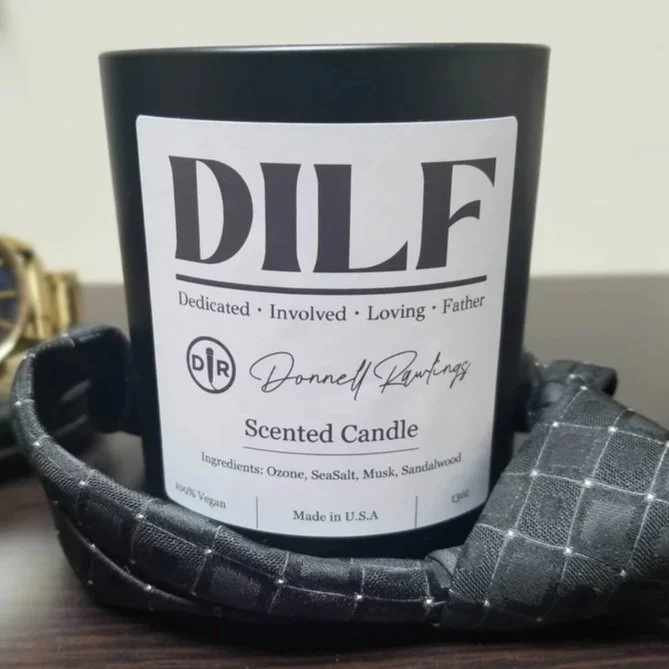 DILF
Dedicated · Involved · Loving · Father
D R Donnell Rawlings
Scented Candle
Ingredients: Ozone, SeaSalt, Musk, Sandalwood
100% Vegan
Made in U.S.A
13oz